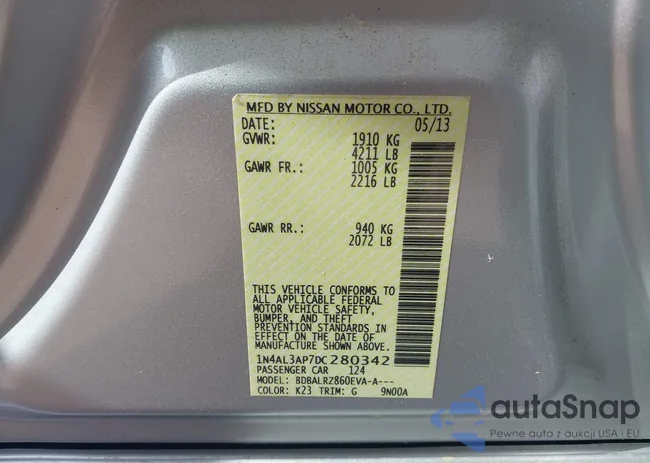 MFD BY NISSAN MOTOR CO., LTD.
DATE: 05/13
GVWR: 1910 KG
4211 LB
GAWR FR.: 1005 KG
2216 LB
GAWR RR.: 940 KG
2072 LB
THIS VEHICLE CONFORMS TO
ALL APPLICABLE FEDERAL
MOTOR VEHICLE SAFETY,
BUMPER, AND THEFT
PREVENTION STANDARDS IN
EFFECT ON THE DATE OF
MANUFACTURE SHOWN ABOVE.
1N4AL3AP7DC280342
PASSENGER CAR 124
MODEL: BDBALRZ860EVA-A---
COLOR: K23 TRIM: G 9N00A
autaSnap
Pewne auta z aukcji USA i EU